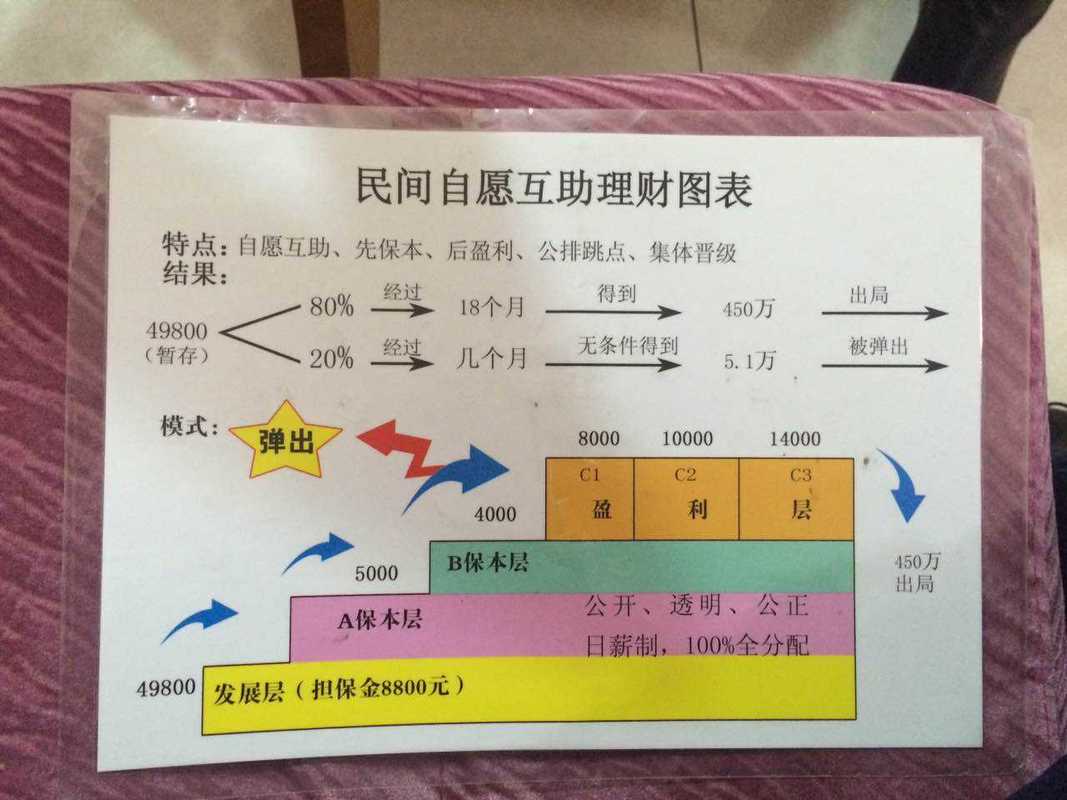 民间自愿互助理财图表
特点：自愿互助、先保本、后盈利、公排跳点、集体晋级
结果：
49800
（暂存）
80% 经过 18个月 得到 450万 出局
20% 经过 几个月 无条件得到 5.1万 被弹出
模式：
弹出
8000 10000 14000
C1 C2 C3
盈 利 层
4000
B保本层
450万
出局
5000
A保本层
公开、透明、公正
日薪制，100%全分配
49800
发展层（担保金8800元）